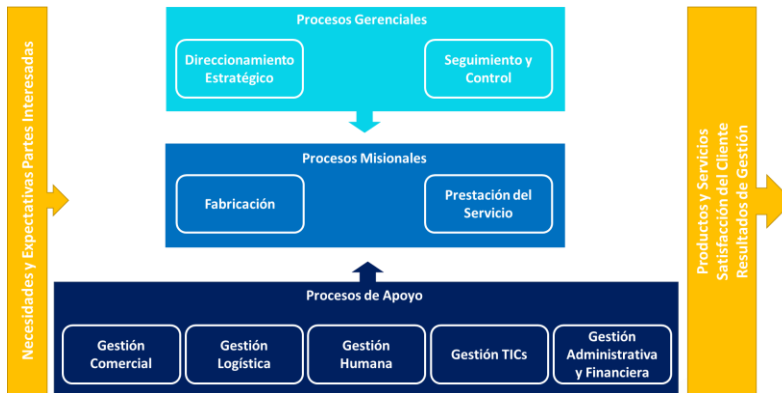 Necesidades y Expectativas Partes Interesadas
Procesos Gerenciales
Direccionamiento
Estratégico
Seguimiento y
Control
Procesos Misionales
Fabricación
Prestación del
Servicio
Procesos de Apoyo
Gestión
Comercial
Gestión
Logística
Gestión
Humana
Gestión TICs
Gestión
Administrativa
y Financiera
Productos y Servicios
Satisfacción del Cliente
Resultados de Gestión